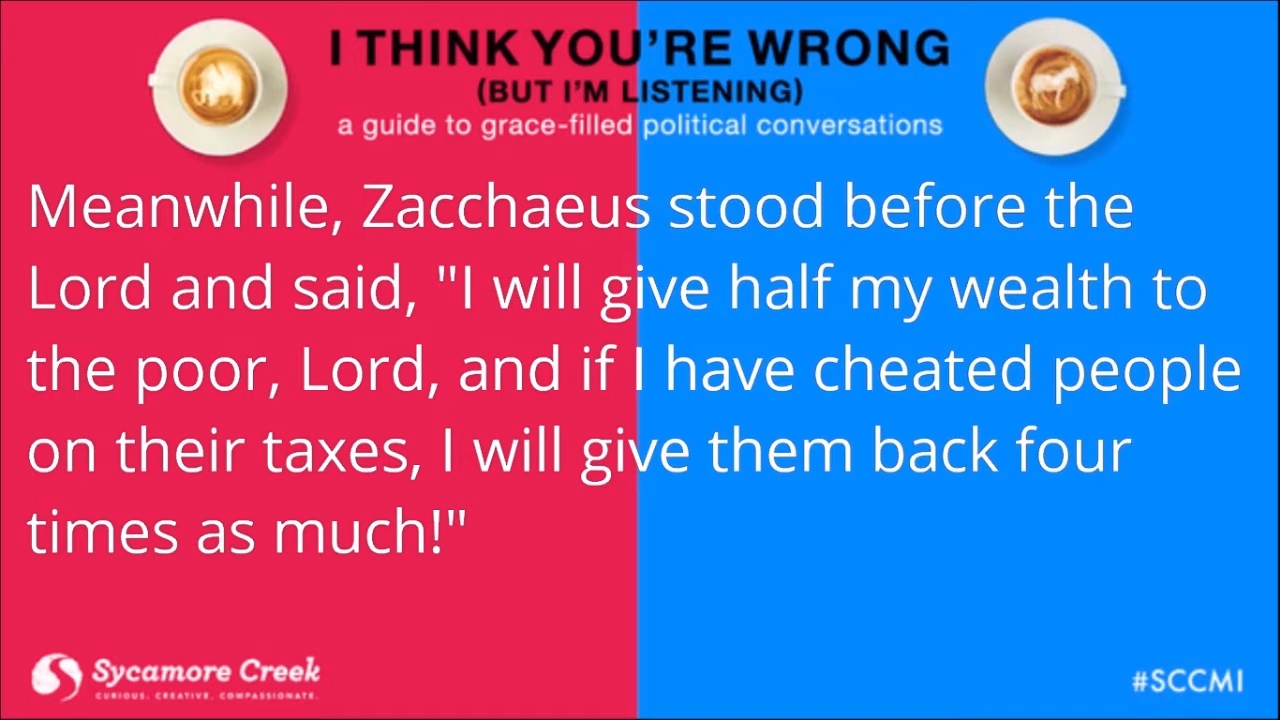 I THINK YOU'RE WRONG
(BUT I'M LISTENING)
a guide to grace-filled political conversations
Meanwhile, Zacchaeus stood before the
Lord and said, "I will give half my wealth to
the poor, Lord, and if I have cheated people
on their taxes, I will give them back four
times as much!"
Sycamore Creek
CURIOUS. CREATIVE. COMPASSIONATE.
#SCCMI